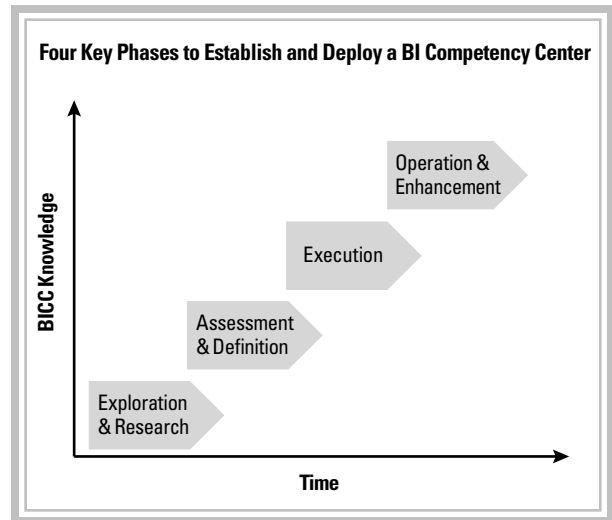 Four Key Phases to Establish and Deploy a BI Competency Center
Operation &
Enhancement
Execution
Assessment
& Definition
Exploration
& Research
BICC Knowledge
Time